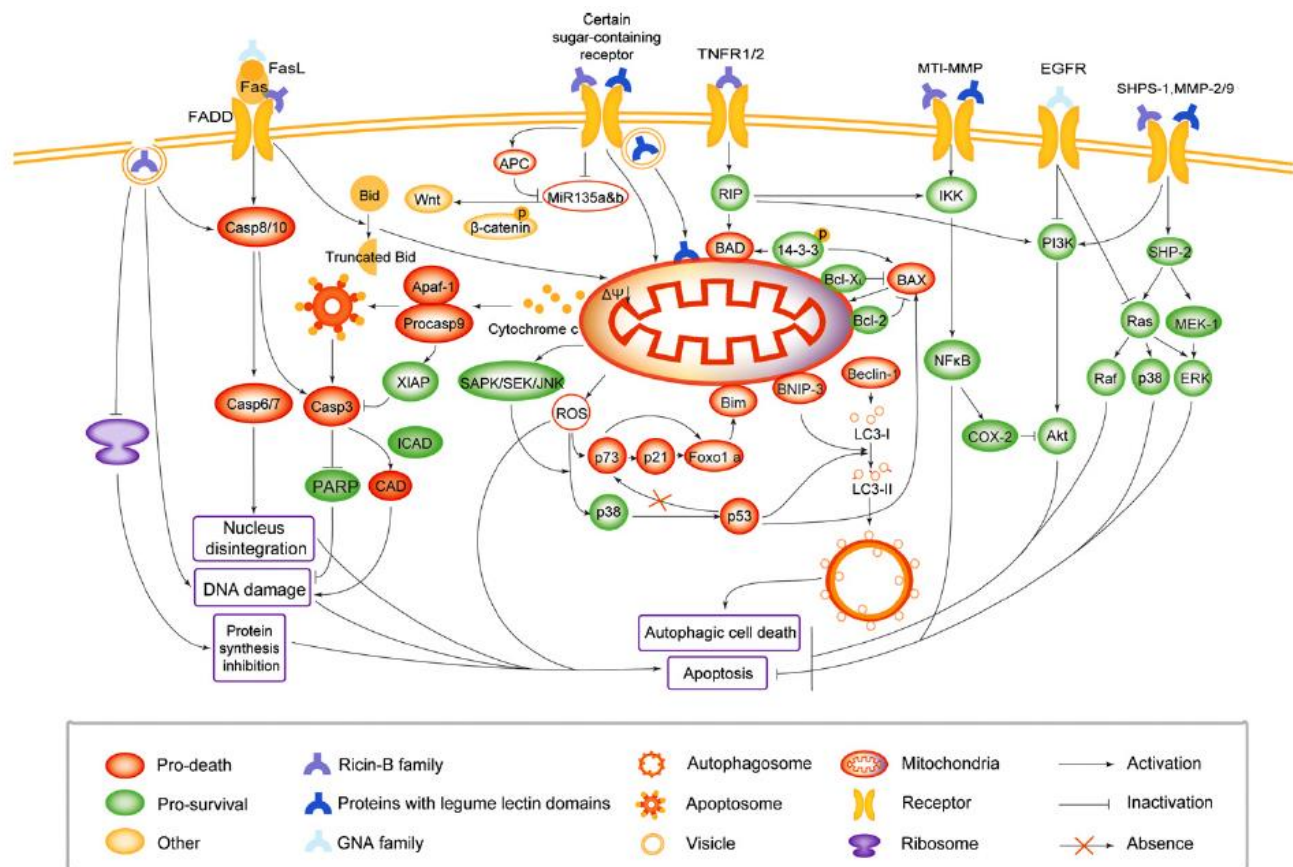 Certain
sugar-containing
receptor
FasL
Fas
FADD
TNFR1/2
MTI-MMP
EGFR
SHPS-1,MMP-2/9
APC
MiR135a&b
Wnt
β-catenin
p
Bid
Truncated Bid
Casp8/10
RIP
IKK
BAD
14-3-3
p
BAX
Bcl-Xₗ
Bcl-2
PI3K
SHP-2
Apaf-1
Procasp9
Cytochrome c
ΔΨ
Ras
MEK-1
XIAP
SAPK/SEK/JNK
NFκB
Raf
p38
ERK
Casp6/7
Casp3
ROS
Bim
BNIP-3
Beclin-1
LC3-I
LC3-II
ICAD
PARP
CAD
p73
p21
Foxo1 a
COX-2
Akt
p38
p53
Nucleus
disintegration
DNA damage
Protein
synthesis
inhibition
Autophagic cell death
Apoptosis
Pro-death
Ricin-B family
Autophagosome
Mitochondria
Activation
Pro-survival
Proteins with legume lectin domains
Apoptosome
Receptor
Inactivation
Other
GNA family
Visicle
Ribosome
Absence